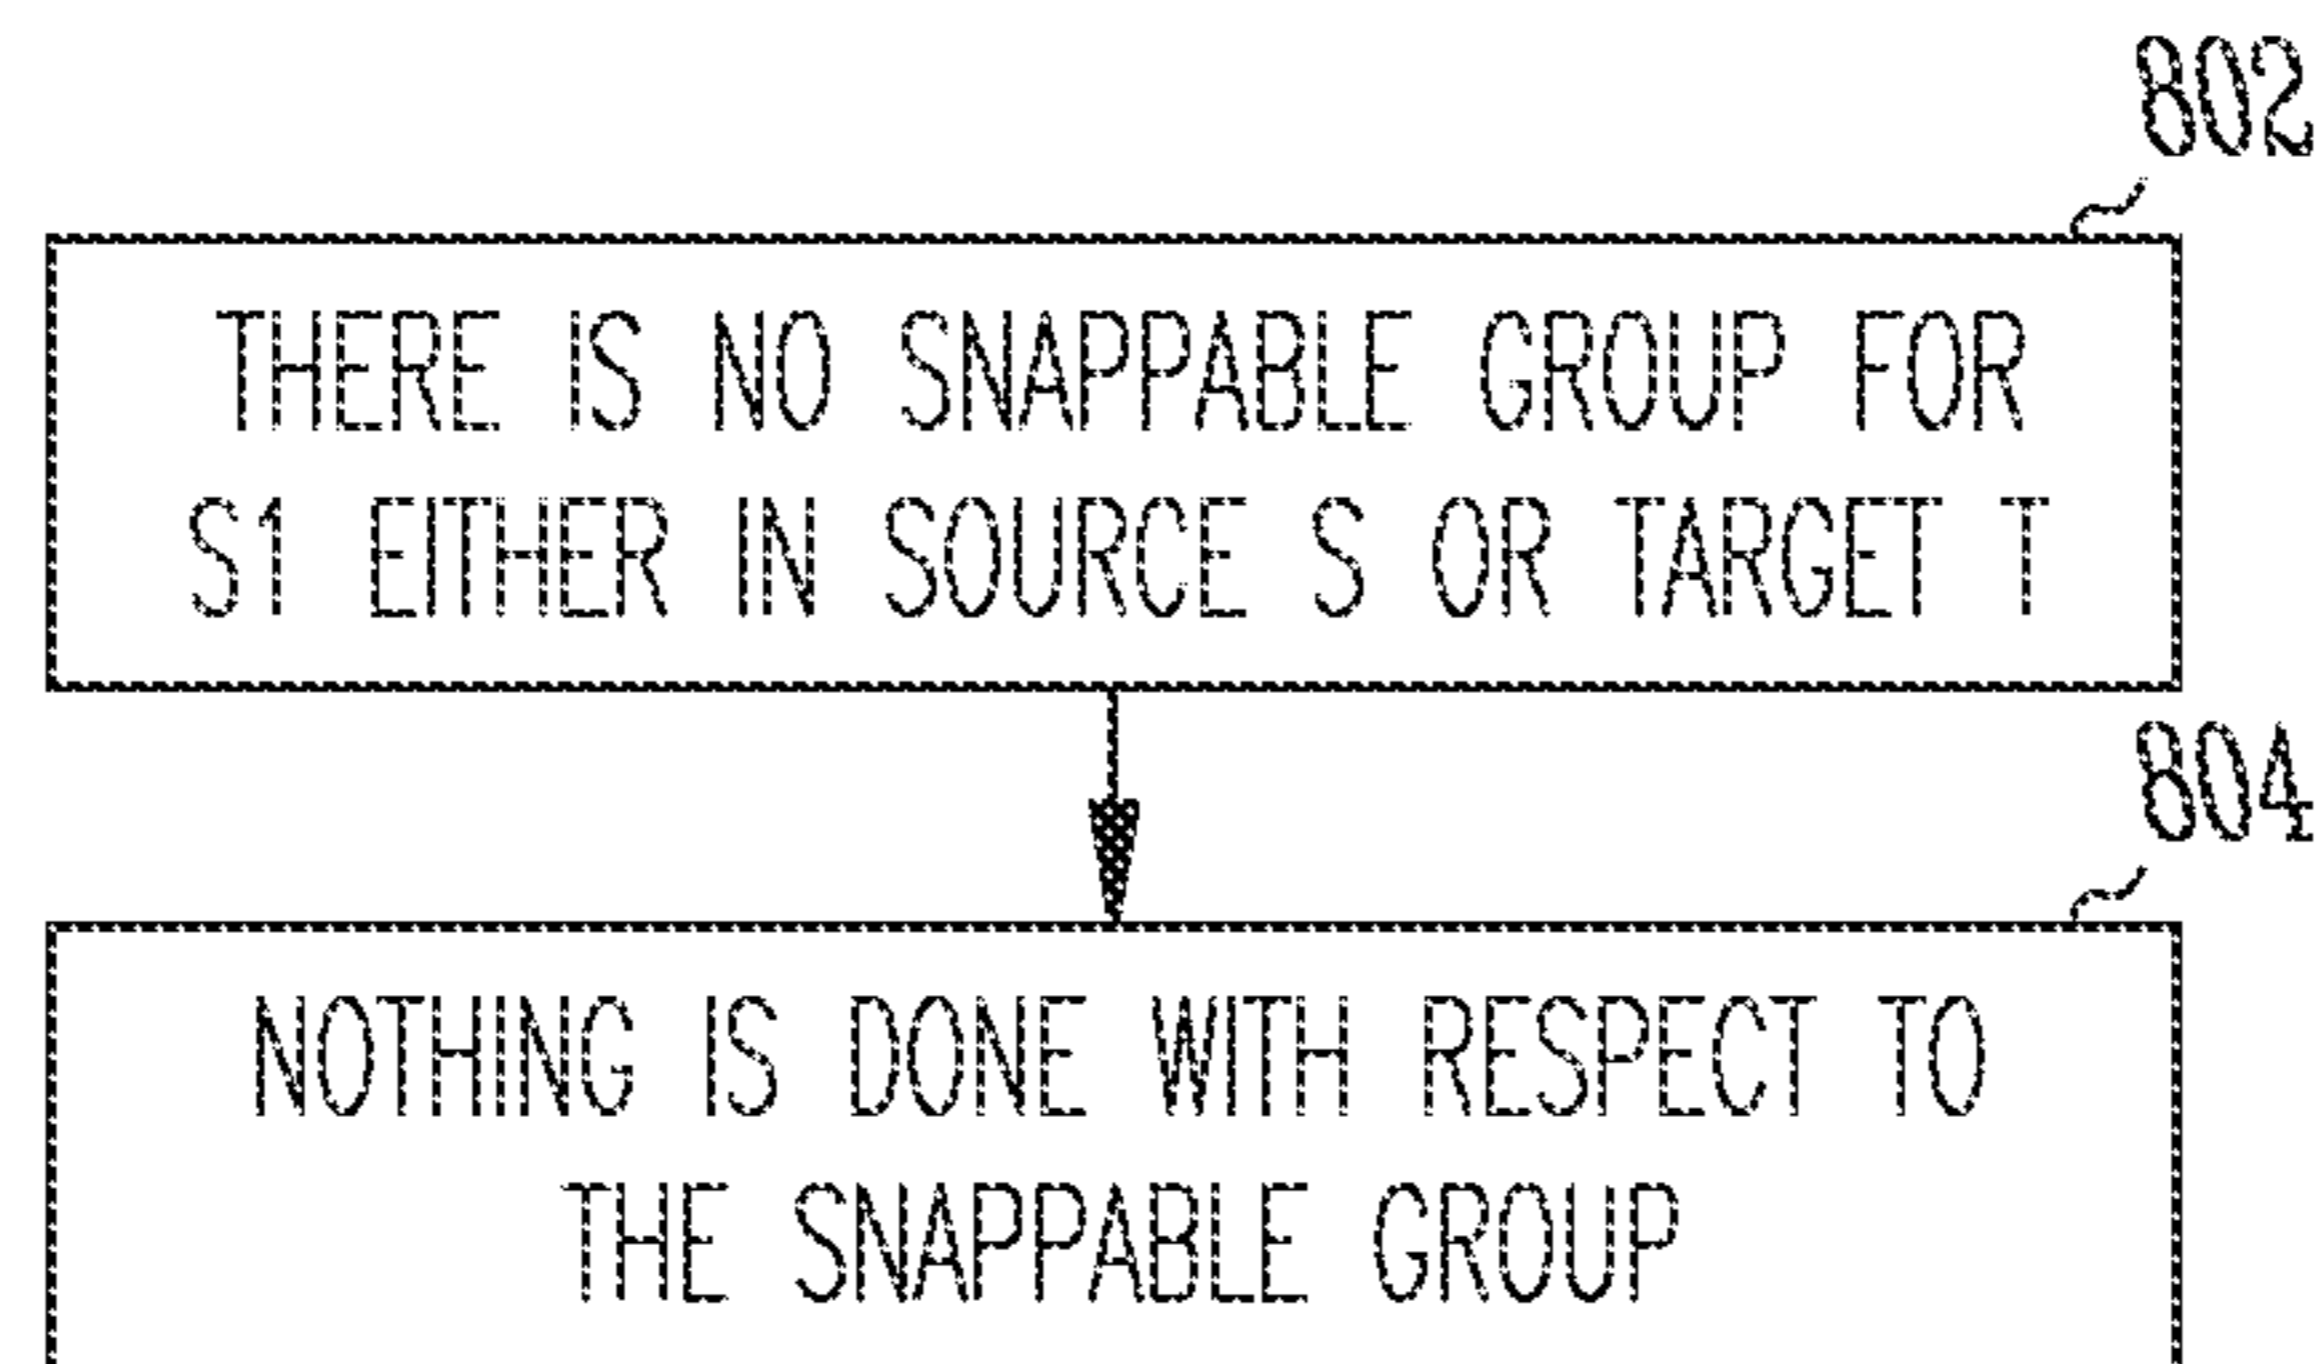 802
THERE IS NO SNAPPABLE GROUP FOR
S1 EITHER IN SOURCE S OR TARGET T
804
NOTHING IS DONE WITH RESPECT TO
THE SNAPPABLE GROUP